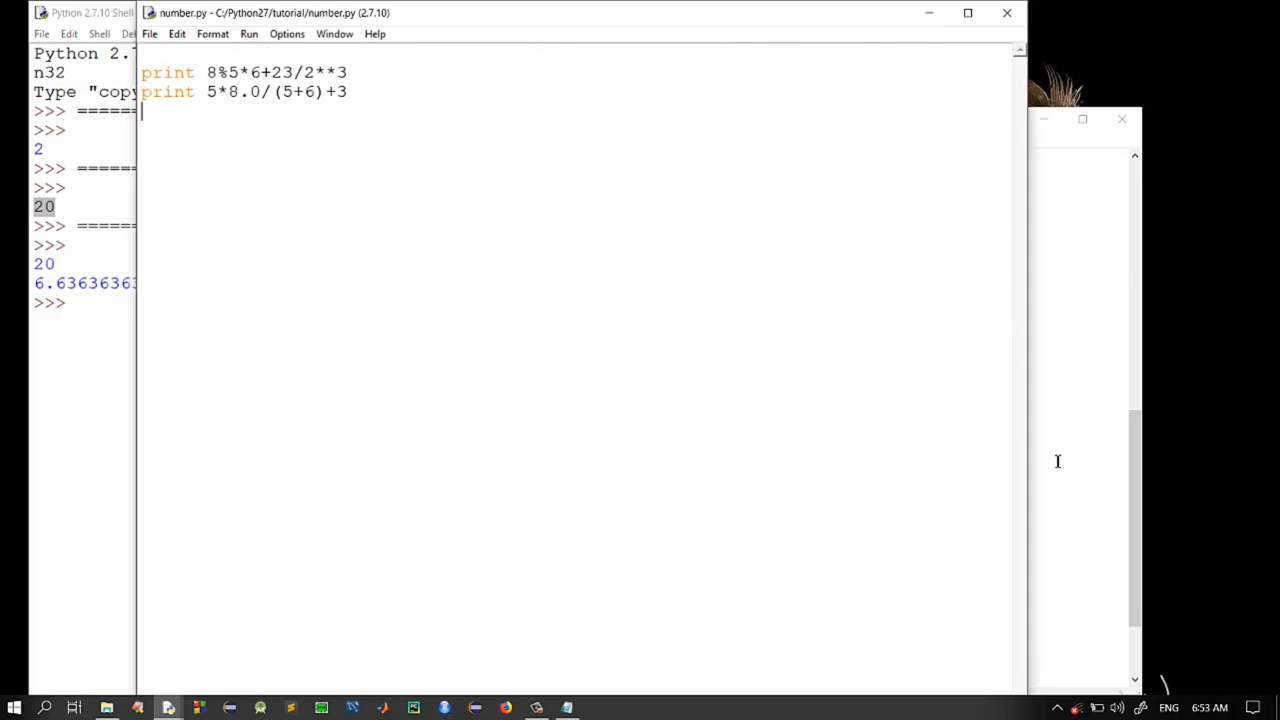 Python 2.7.10 Shell
number.py - C:/Python27/tutorial/number.py (2.7.10)
File Edit Shell
File Edit Format Run Options Window Help
Python 2.
n32
Type "copy
print 8%5*6+23/2**3
print 5*8.0/(5+6)+3
>>> ======
>>>
2
>>> ======
>>>
20
>>> ======
>>>
20
6.6363636
>>>
ENG 6:53 AM